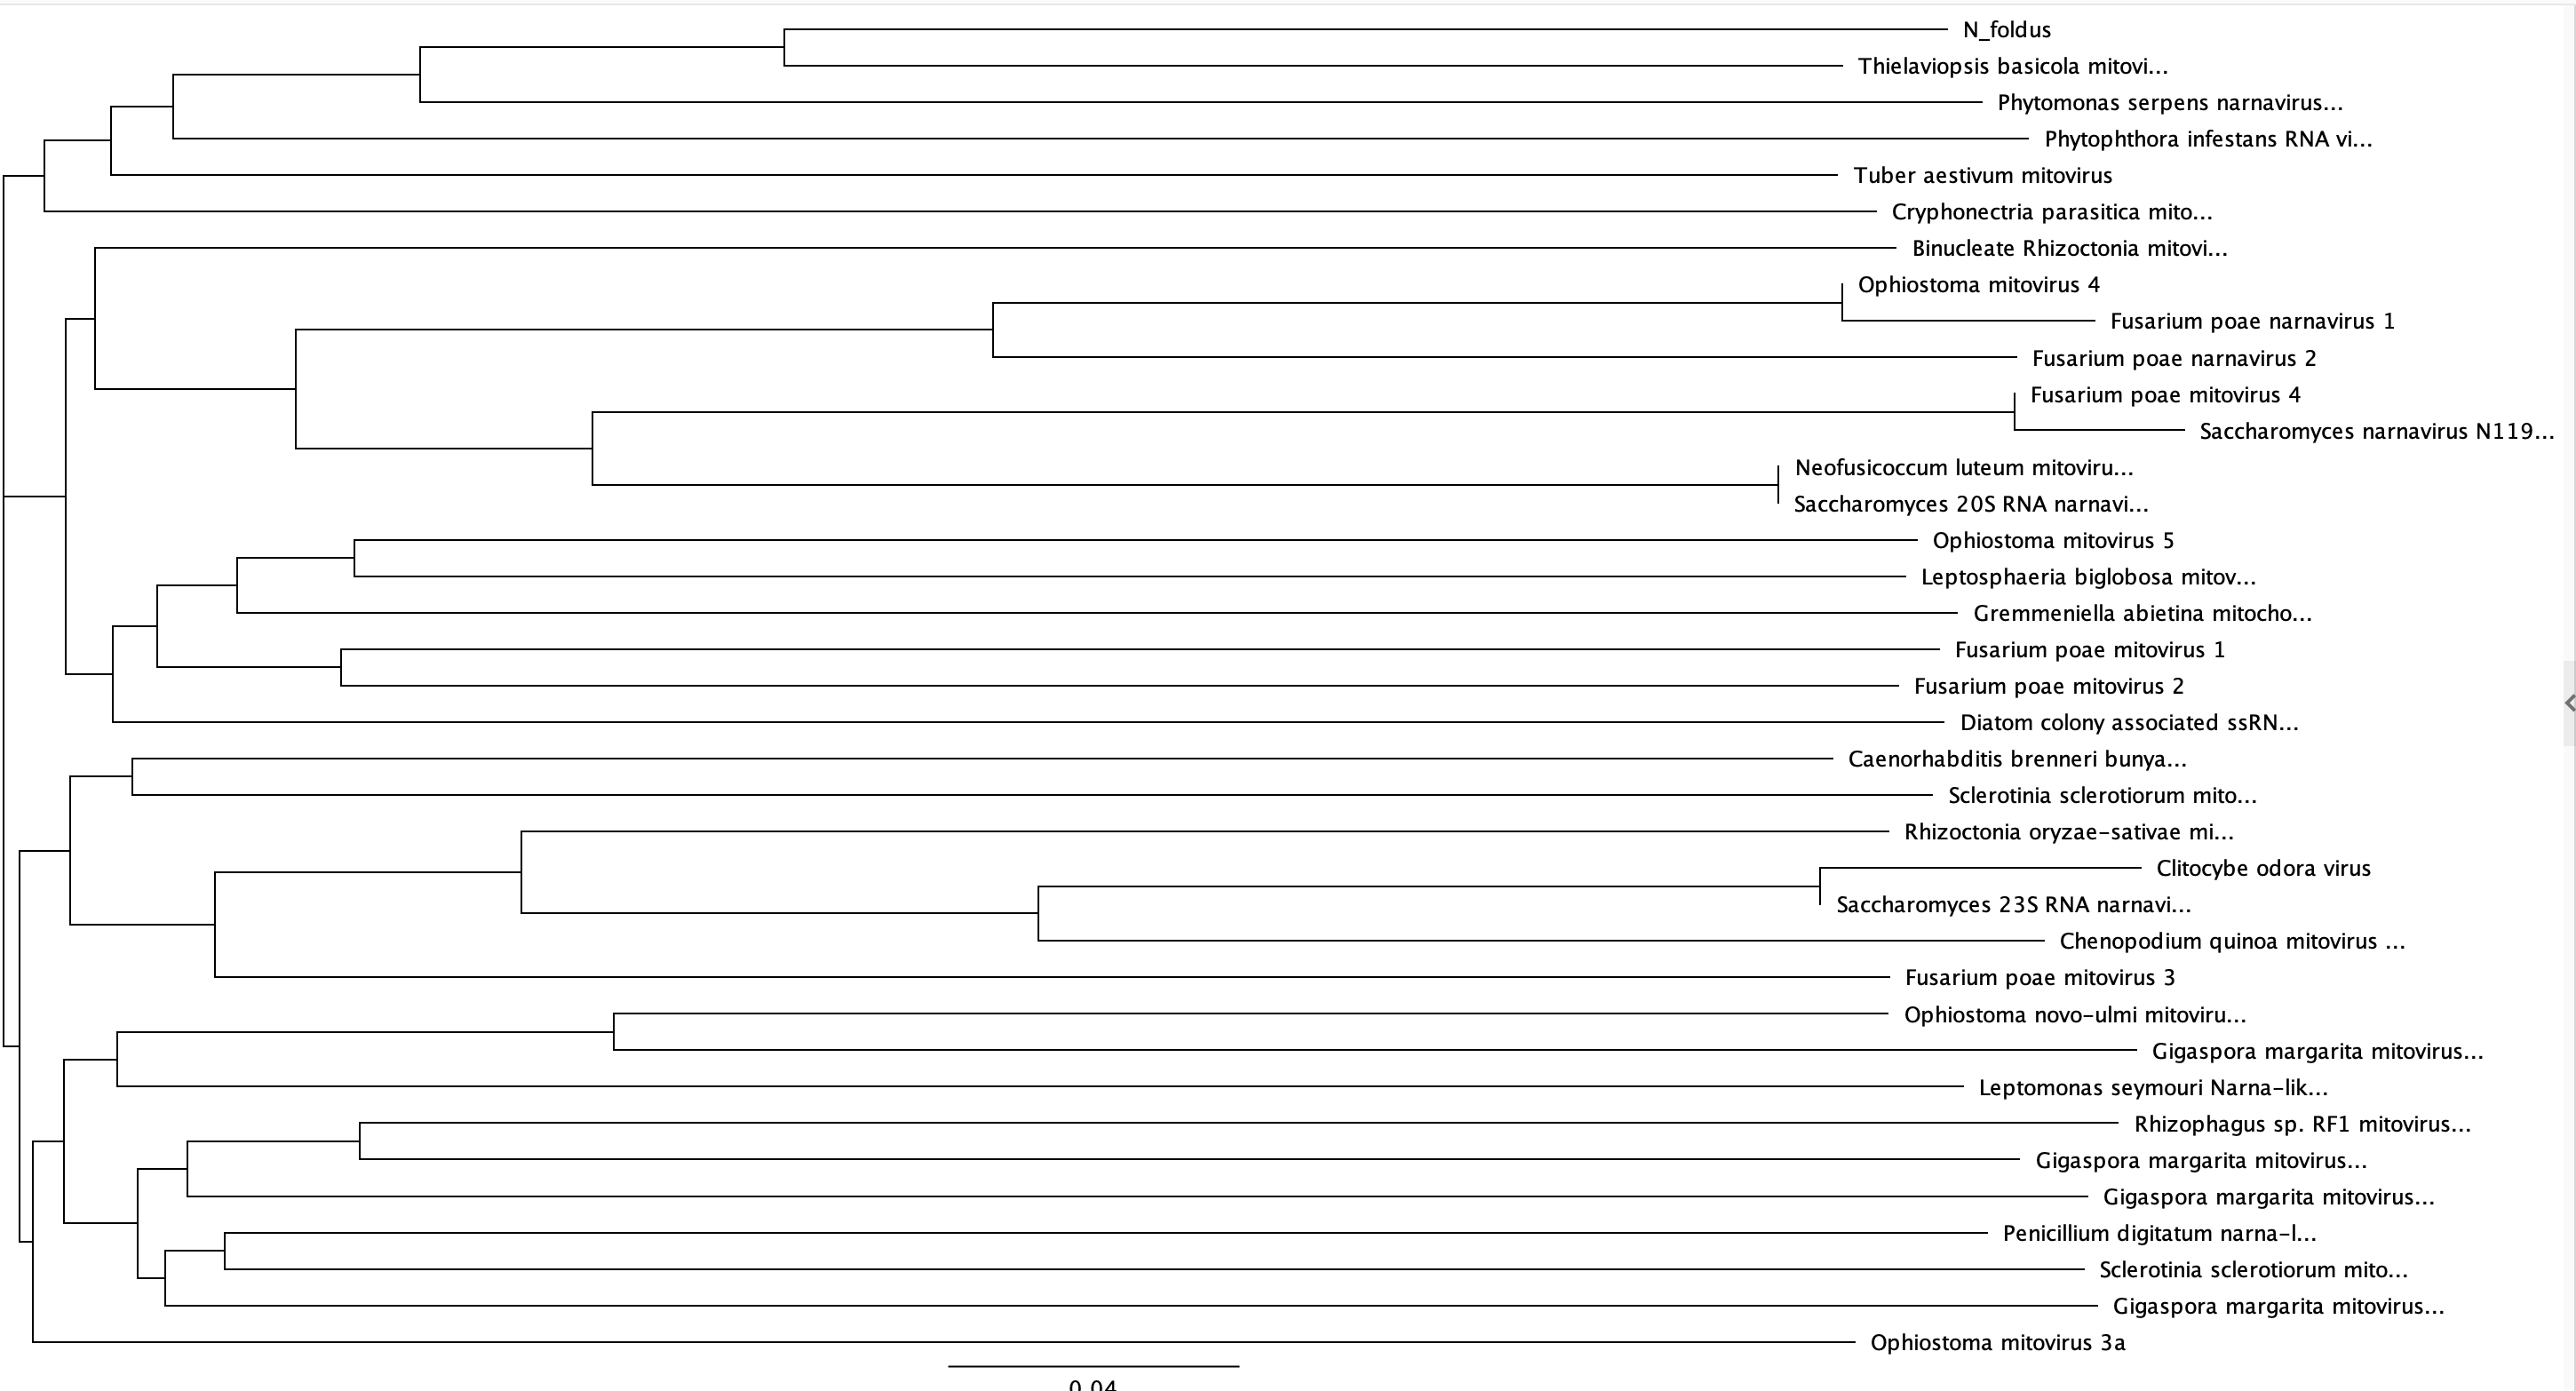 N_foldus
Thielaviopsis basicola mitovi...
Phytomonas serpens narnavirus...
Phytophthora infestans RNA vi...
Tuber aestivum mitovirus
Cryphonectria parasitica mito...
Binucleate Rhizoctonia mitovi...
Ophiostoma mitovirus 4
Fusarium poae narnavirus 1
Fusarium poae narnavirus 2
Fusarium poae mitovirus 4
Saccharomyces narnavirus N119...
Neofusicoccum luteum mitoviru...
Saccharomyces 20S RNA narnavi...
Ophiostoma mitovirus 5
Leptosphaeria biglobosa mitov...
Gremmeniella abietina mitocho...
Fusarium poae mitovirus 1
Fusarium poae mitovirus 2
Diatom colony associated ssRN...
Caenorhabditis brenneri bunya...
Sclerotinia sclerotiorum mito...
Rhizoctonia oryzae-sativae mi...
Clitocybe odora virus
Saccharomyces 23S RNA narnavi...
Chenopodium quinoa mitovirus ...
Fusarium poae mitovirus 3
Ophiostoma novo-ulmi mitoviru...
Gigaspora margarita mitovirus...
Leptomonas seymouri Narna-lik...
Rhizophagus sp. RF1 mitovirus...
Gigaspora margarita mitovirus...
Gigaspora margarita mitovirus...
Penicillium digitatum narna-l...
Sclerotinia sclerotiorum mito...
Gigaspora margarita mitovirus...
Ophiostoma mitovirus 3a
0.04